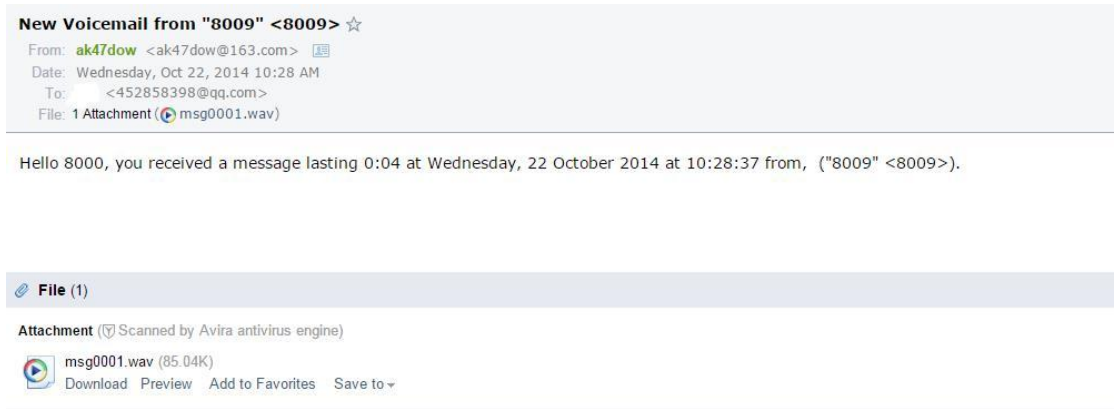 New Voicemail from "8009" <8009>
From: ak47dow <ak47dow@163.com>
Date: Wednesday, Oct 22, 2014 10:28 AM
To: <452858398@qq.com>
File: 1 Attachment (msg0001.wav)
Hello 8000, you received a message lasting 0:04 at Wednesday, 22 October 2014 at 10:28:37 from, ("8009" <8009>).
File (1)
Attachment (Scanned by Avira antivirus engine)
msg0001.wav (85.04K)
Download Preview Add to Favorites Save to